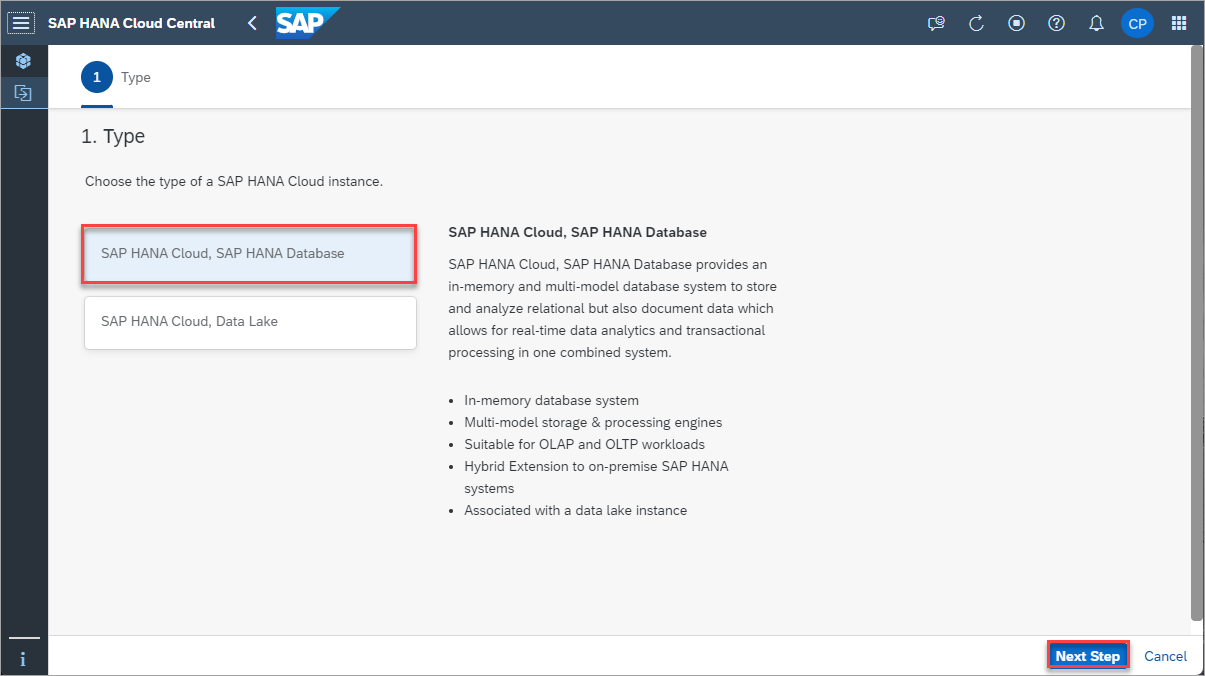 SAP HANA Cloud Central
SAP
CP
1 Type
1. Type
Choose the type of a SAP HANA Cloud instance.
SAP HANA Cloud, SAP HANA Database
SAP HANA Cloud, Data Lake
SAP HANA Cloud, SAP HANA Database
SAP HANA Cloud, SAP HANA Database provides an
in-memory and multi-model database system to store
and analyze relational but also document data which
allows for real-time data analytics and transactional
processing in one combined system.
• In-memory database system
• Multi-model storage & processing engines
• Suitable for OLAP and OLTP workloads
• Hybrid Extension to on-premise SAP HANA
systems
• Associated with a data lake instance
Next Step
Cancel